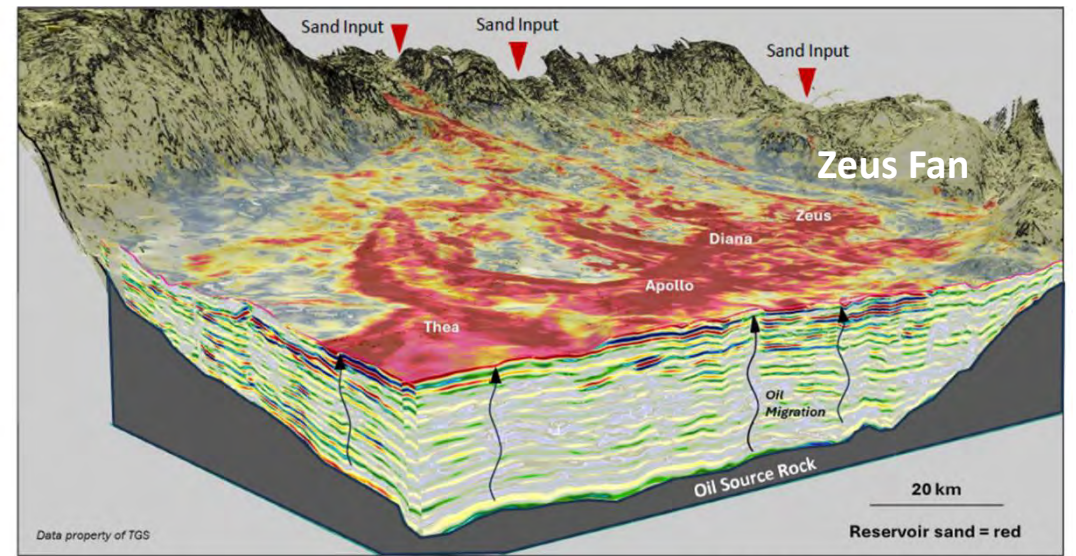 Sand Input
Sand Input
Sand Input
Zeus Fan
Zeus
Diana
Apollo
Thea
Oil
Migration
Oil Source Rock
20 km
Data property of TGS
Reservoir sand = red